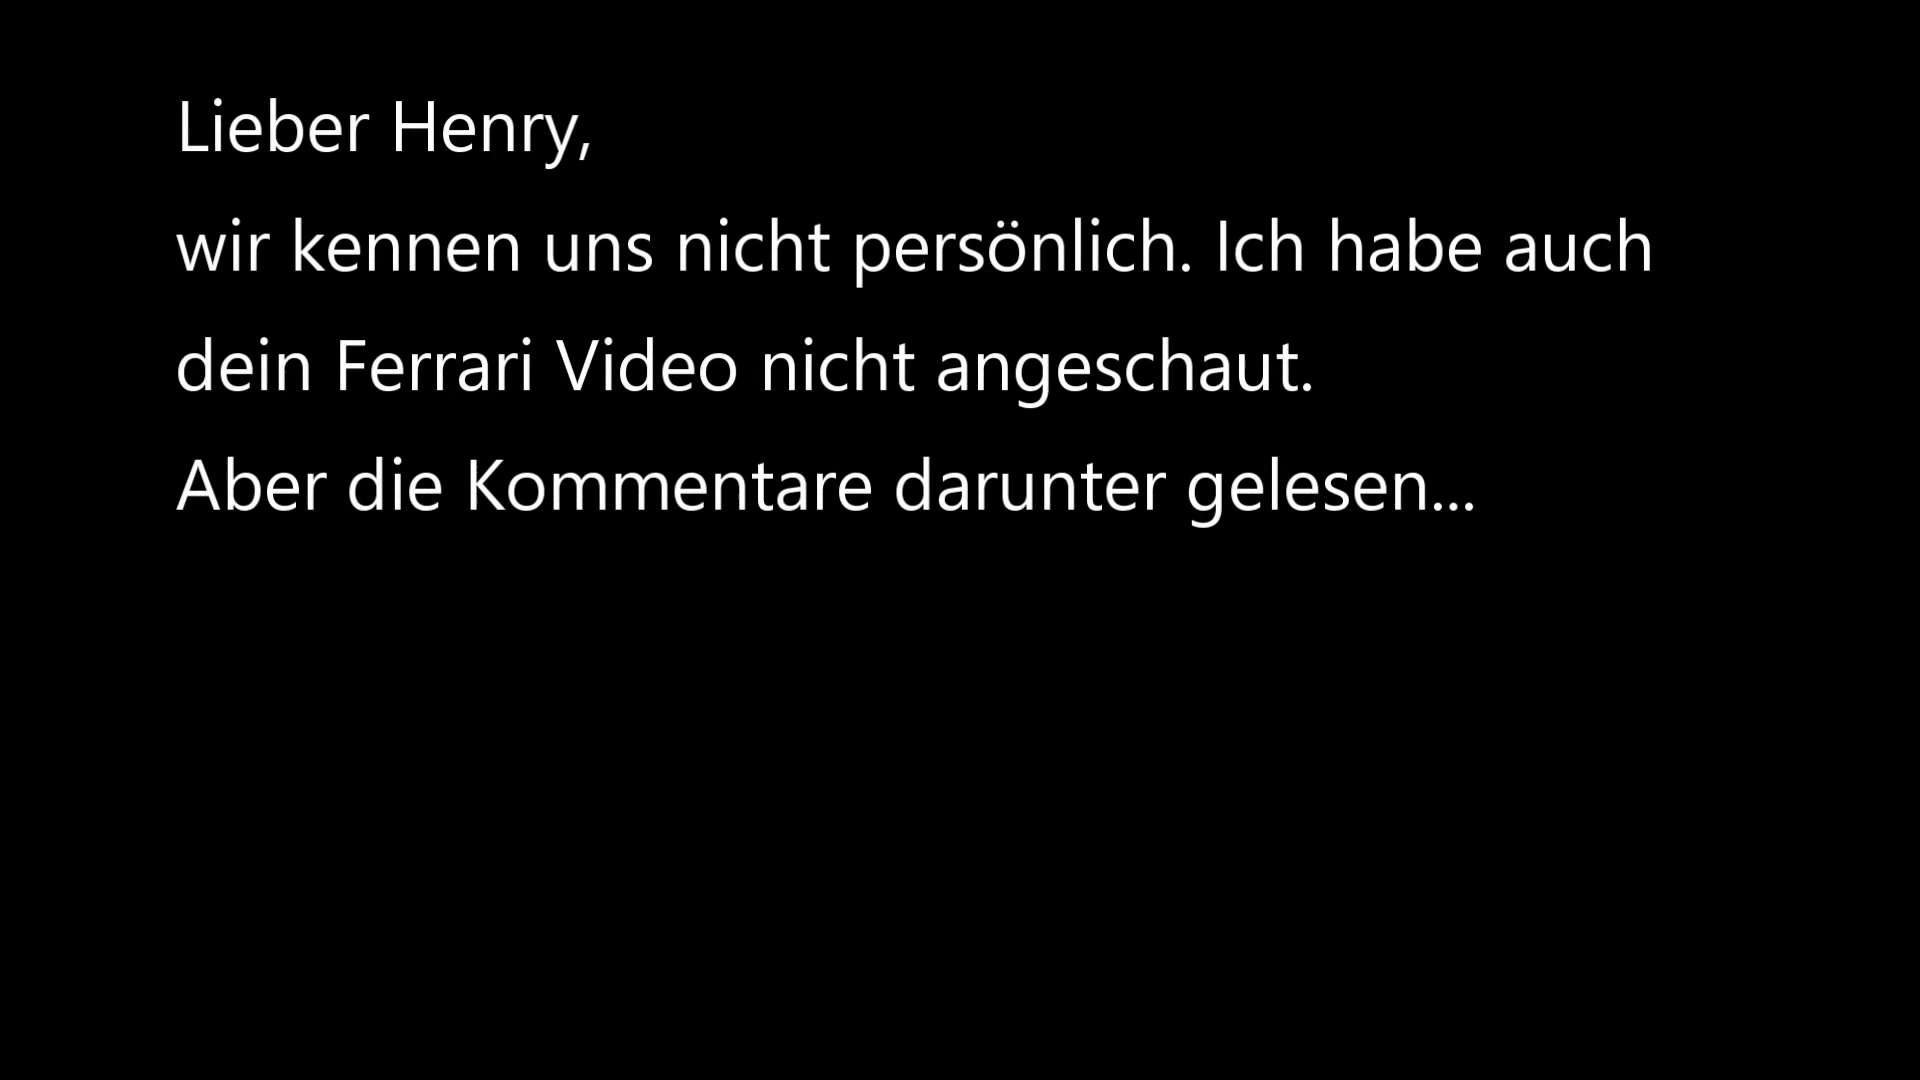 Lieber Henry,
wir kennen uns nicht persönlich. Ich habe auch
dein Ferrari Video nicht angeschaut.
Aber die Kommentare darunter gelesen...